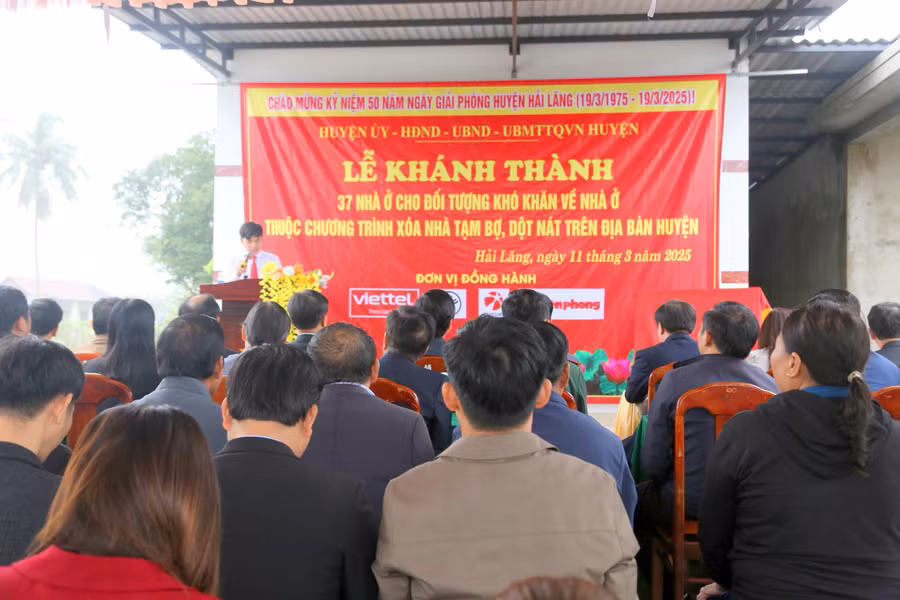 CHÀO MỪNG KỶ NIỆM 50 NĂM NGÀY GIẢI PHÓNG HUYỆN HẢI LĂNG (19/3/1975 - 19/3/2025)!
HUYỆN ỦY - HĐND - UBND - UBMTTQVN HUYỆN
LỄ KHÁNH THÀNH
37 NHÀ Ở CHO ĐỐI TƯỢNG KHÓ KHĂN VỀ NHÀ Ở
THUỘC CHƯƠNG TRÌNH XÓA NHÀ TẠM BỢ, DỘT NÁT TRÊN ĐỊA BÀN HUYỆN
Hải Lăng, ngày 11 tháng 3 năm 2025
ĐƠN VỊ ĐỒNG HÀNH
viettel
phong